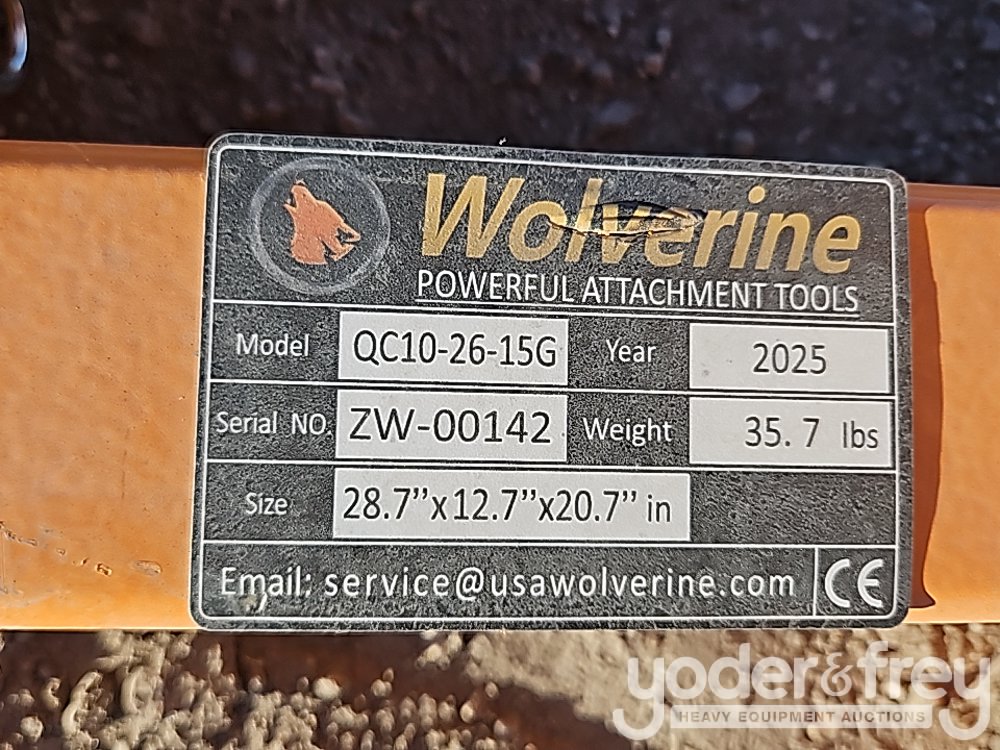 Wolverine
POWERFUL ATTACHMENT TOOLS
Model QC10-26-15G Year 2025
Serial NO. ZW-00142 Weight 35.7 lbs
Size 28.7”x12.7”x20.7” in
Email: service@usawolverine.com CE
yoder&frey
HEAVY EQUIPMENT AUCTIONS